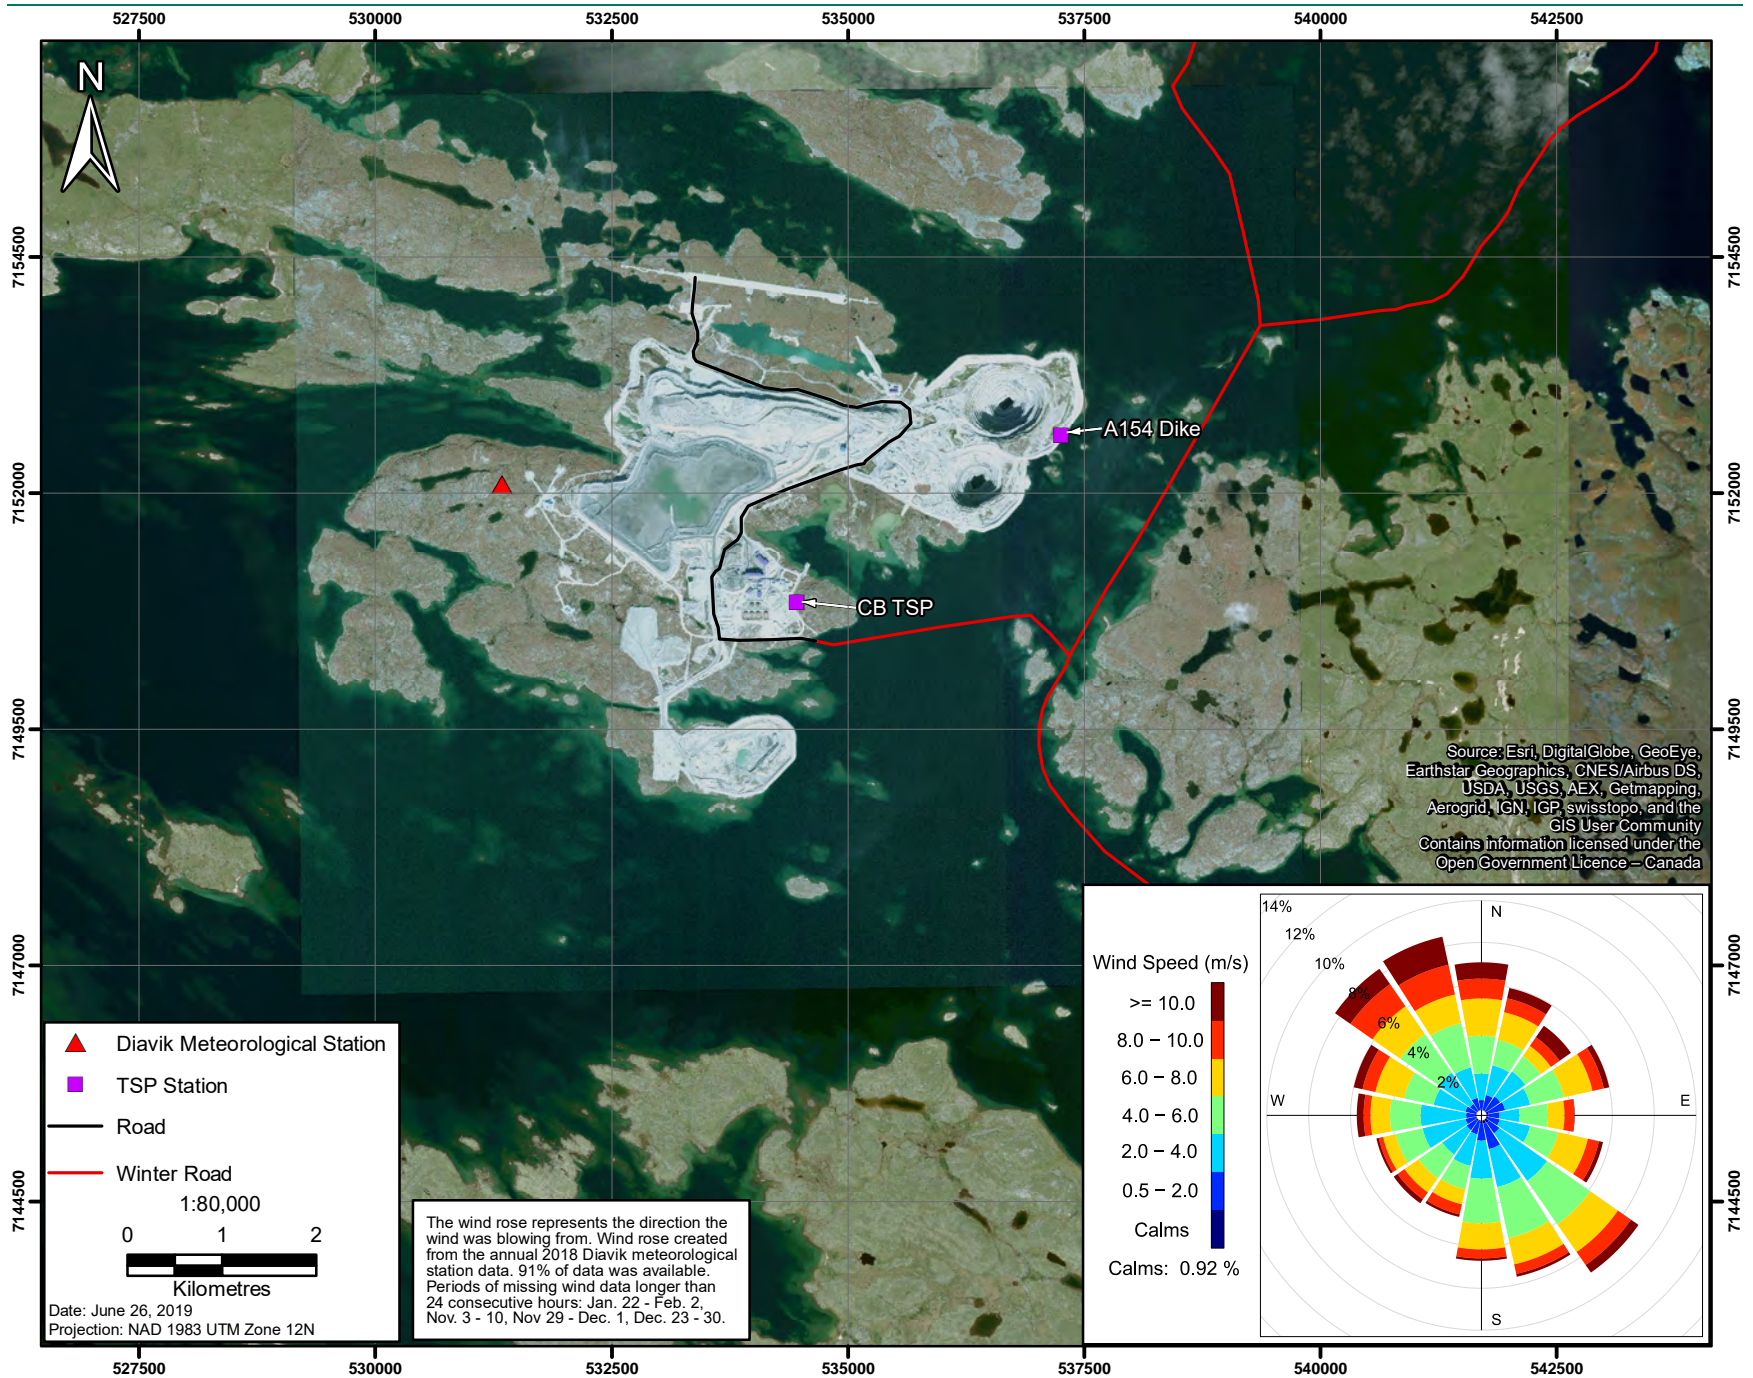 527500 530000 532500 535000 537500 540000 542500
N
7154500 7154500
A154 Dike
7152000 7152000
CB TSP
7149500 7149500
Source: Esri, DigitalGlobe, GeoEye,
Earthstar Geographics, CNES/Airbus DS,
USDA, USGS, AEX, Getmapping,
Aerogrid, IGN, IGP, swisstopo, and the
GIS User Community
Contains information licensed under the
Open Government Licence – Canada
7147000 7147000
Diavik Meteorological Station
TSP Station
Road
Winter Road
1:80,000
0 1 2
Kilometres
Date: June 26, 2019
Projection: NAD 1983 UTM Zone 12N
The wind rose represents the direction the
wind was blowing from. Wind rose created
from the annual 2018 Diavik meteorological
station data. 91% of data was available.
Periods of missing wind data longer than
24 consecutive hours: Jan. 22 - Feb. 2,
Nov. 3 - 10, Nov 29 - Dec. 1, Dec. 23 - 30.
Wind Speed (m/s)
>= 10.0
8.0 – 10.0
6.0 – 8.0
4.0 – 6.0
2.0 – 4.0
0.5 – 2.0
Calms
Calms: 0.92 %
14%
12%
10%
8%
6%
4%
2%
N
W E
S
7144500 7144500
527500 530000 532500 535000 537500 540000 542500